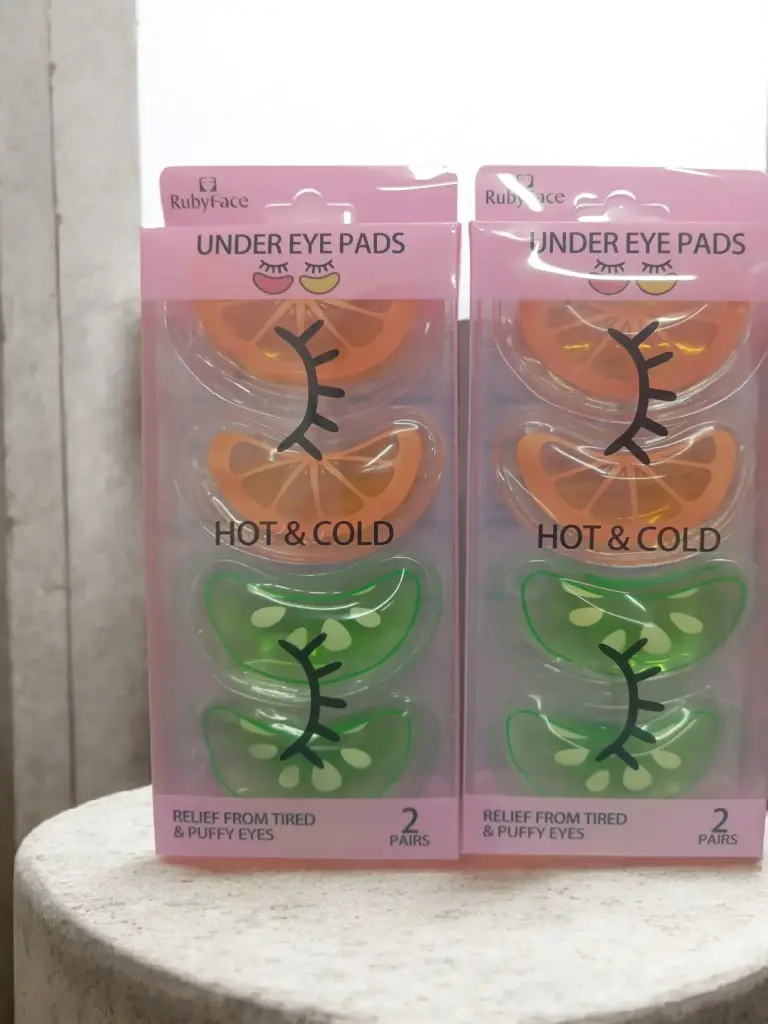 RubyFace
UNDER EYE PADS
HOT & COLD
RELIEF FROM TIRED
& PUFFY EYES
2
PAIRS
RubyFace
UNDER EYE PADS
HOT & COLD
RELIEF FROM TIRED
& PUFFY EYES
2
PAIRS